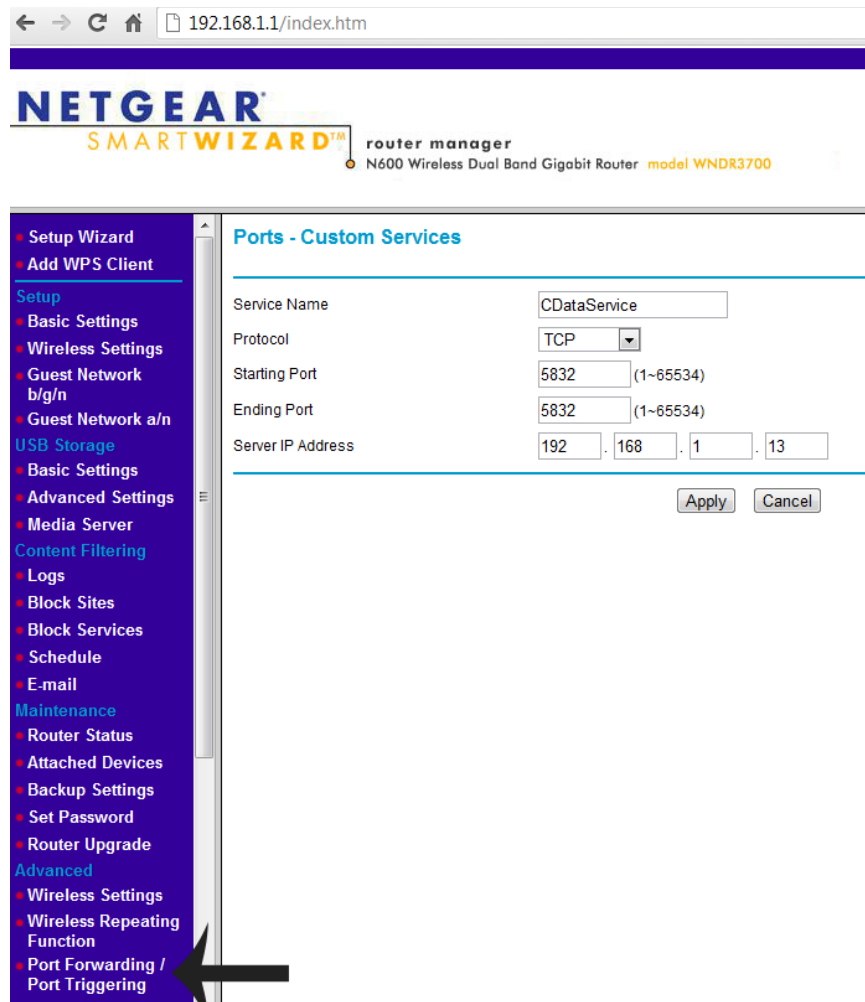 192.168.1.1/index.htm
NETGEAR®
SMARTWIZARD™
router manager
N600 Wireless Dual Band Gigabit Router model WNDR3700
Setup Wizard
Add WPS Client
Setup
Basic Settings
Wireless Settings
Guest Network
b/g/n
Guest Network a/n
USB Storage
Basic Settings
Advanced Settings
Media Server
Content Filtering
Logs
Block Sites
Block Services
Schedule
E-mail
Maintenance
Router Status
Attached Devices
Backup Settings
Set Password
Router Upgrade
Advanced
Wireless Settings
Wireless Repeating
Function
Port Forwarding /
Port Triggering
Ports - Custom Services
Service Name CDataService
Protocol TCP
Starting Port 5832 (1~65534)
Ending Port 5832 (1~65534)
Server IP Address 192 . 168 . 1 . 13
Apply Cancel